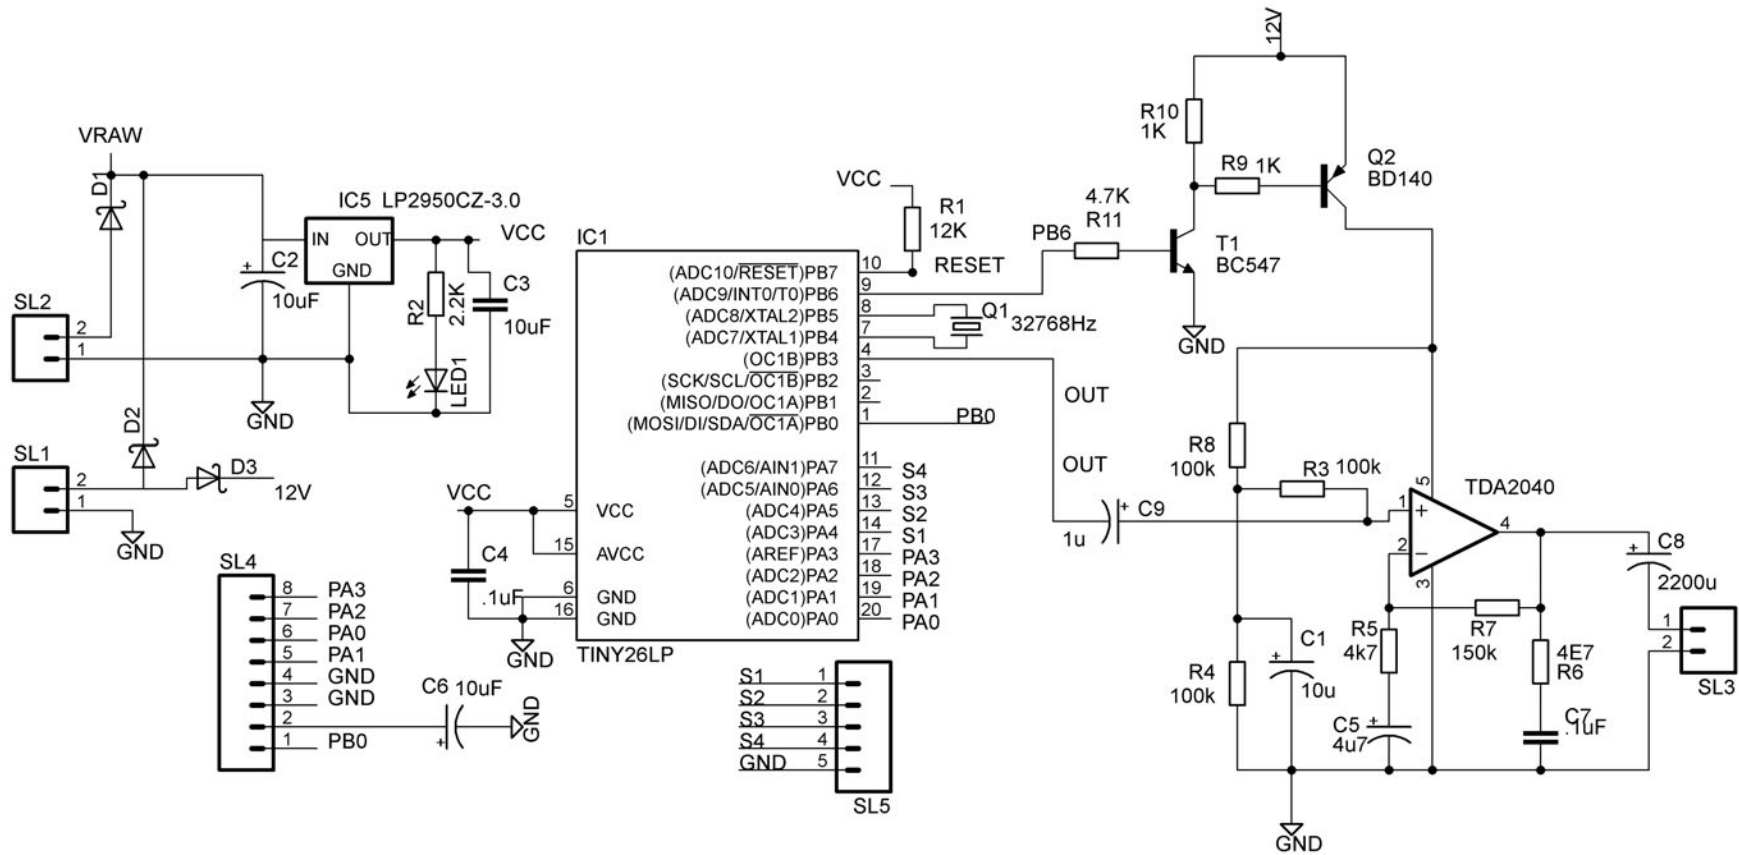 12V
R10
1K
R9 1K
Q2
BD140
VRAW
D1
IC5 LP2950CZ-3.0
IN
OUT
GND
VCC
C2
10uF
R2
2.2K
C3
10uF
LED1
GND
SL2
2
1
D2
SL1
2
1
D3
12V
GND
VCC
R1
12K
RESET
4.7K
R11
PB6
T1
BC547
GND
IC1
(ADC10/RESET)PB7 10
(ADC9/INT0/T0)PB6 9
(ADC8/XTAL2)PB5 8
(ADC7/XTAL1)PB4 7
(OC1B)PB3 4
(SCK/SCL/OC1B)PB2 3
(MISO/DO/OC1A)PB1 2
(MOSI/DI/SDA/OC1A)PB0 1 PB0
(ADC6/AIN1)PA7 11 S4
(ADC5/AIN0)PA6 12 S3
(ADC4)PA5 13 S2
(ADC3)PA4 14 S1
(AREF)PA3 17 PA3
(ADC2)PA2 18 PA2
(ADC1)PA1 19 PA1
(ADC0)PA0 20 PA0
5 VCC
15 AVCC
6 GND
16 GND
TINY26LP
Q1
32768Hz
VCC
C4
.1uF
GND
OUT
OUT
1u
+
C9
R8
100k
R3 100k
TDA2040
5
1
+
2
−
3
4
C8
+
2200u
R5
4k7
R7
150k
4E7
R6
C1
+
10u
R4
100k
C5
+
4u7
C7
.1uF
1
2
SL3
GND
SL4
8 PA3
7 PA2
6 PA0
5 PA1
4 GND
3 GND
2
1 PB0
C6 10uF
+
GND
S1 1
S2 2
S3 3
S4 4
GND 5
SL5
+